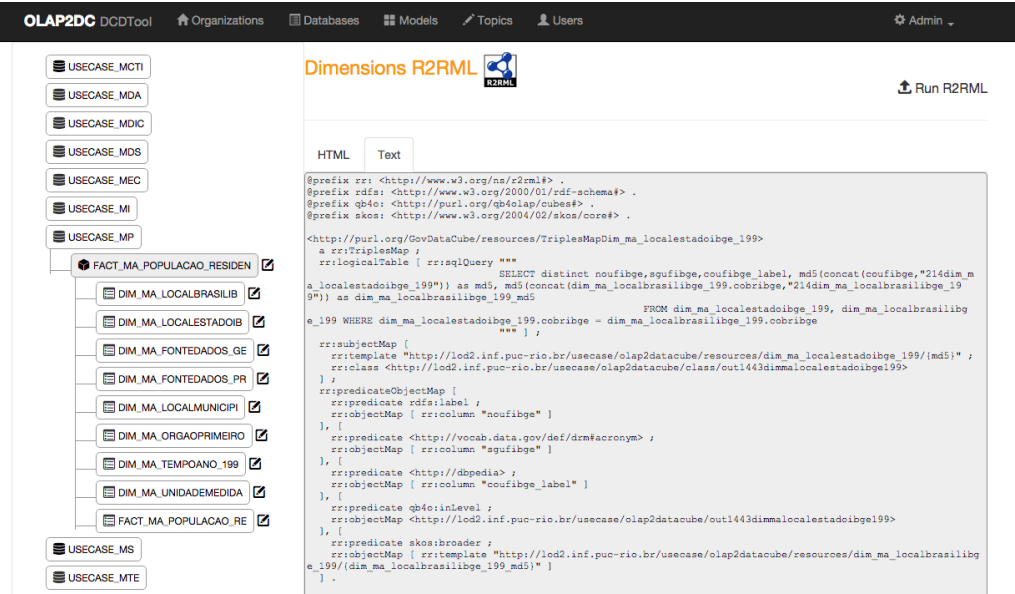 OLAP2DC DCDTool Organizations Databases Models Topics Users Admin
USECASE_MCTI
USECASE_MDA
USECASE_MDIC
USECASE_MDS
USECASE_MEC
USECASE_MI
USECASE_MP
FACT_MA_POPULACAO_RESIDEN
DIM_MA_LOCALBRASILIB
DIM_MA_LOCALESTADOIB
DIM_MA_FONTEDADOS_GE
DIM_MA_FONTEDADOS_PR
DIM_MA_LOCALMUNICIPI
DIM_MA_ORGAOPRIMEIRO
DIM_MA_TEMPOANO_199
DIM_MA_UNIDADEMEDIDA
FACT_MA_POPULACAO_RE
USECASE_MS
USECASE_MTE
Dimensions R2RML
R2RML
Run R2RML
HTML Text
@prefix rr: <http://www.w3.org/ns/r2rml#> .
@prefix rdfs: <http://www.w3.org/2000/01/rdf-schema#> .
@prefix qb4o: <http://purl.org/qb4olap/cubes#> .
@prefix skos: <http://www.w3.org/2004/02/skos/core#> .
<http://purl.org/GovDataCube/resources/TriplesMapDim_ma_localestadoibge_199>
a rr:TriplesMap ;
rr:logicalTable [ rr:sqlQuery """
SELECT distinct noufibge,sgufibge,coufibge_label, md5(concat(coufibge,"214dim_m
a_localestadoibge_199")) as md5, md5(concat(dim_ma_localbrasilibge_199.cobribge,"214dim_ma_localbrasilibge_19
9")) as dim_ma_localbrasilibge_199_md5
FROM dim_ma_localestadoibge_199, dim_ma_localbrasilibg
e_199 WHERE dim_ma_localestadoibge_199.cobribge = dim_ma_localbrasilibge_199.cobribge
""" ] ;
rr:subjectMap [
rr:template "http://lod2.inf.puc-rio.br/usecase/olap2datacube/resources/dim_ma_localestadoibge_199/{md5}" ;
rr:class <http://lod2.inf.puc-rio.br/usecase/olap2datacube/class/out1443dimmalocalestadoibge199>
] ;
rr:predicateObjectMap [
rr:predicate rdfs:label ;
rr:objectMap [ rr:column "noufibge" ]
], [
rr:predicate <http://vocab.data.gov/def/drm#acronym> ;
rr:objectMap [ rr:column "sgufibge" ]
], [
rr:predicate <http://dbpedia> ;
rr:objectMap [ rr:column "coufibge_label" ]
], [
rr:predicate qb4o:inLevel ;
rr:objectMap <http://lod2.inf.puc-rio.br/usecase/olap2datacube/out1443dimmalocalestadoibge199>
], [
rr:predicate skos:broader ;
rr:objectMap [ rr:template "http://lod2.inf.puc-rio.br/usecase/olap2datacube/resources/dim_ma_localbrasilibg
e_199/{dim_ma_localbrasilibge_199_md5}" ]
] .